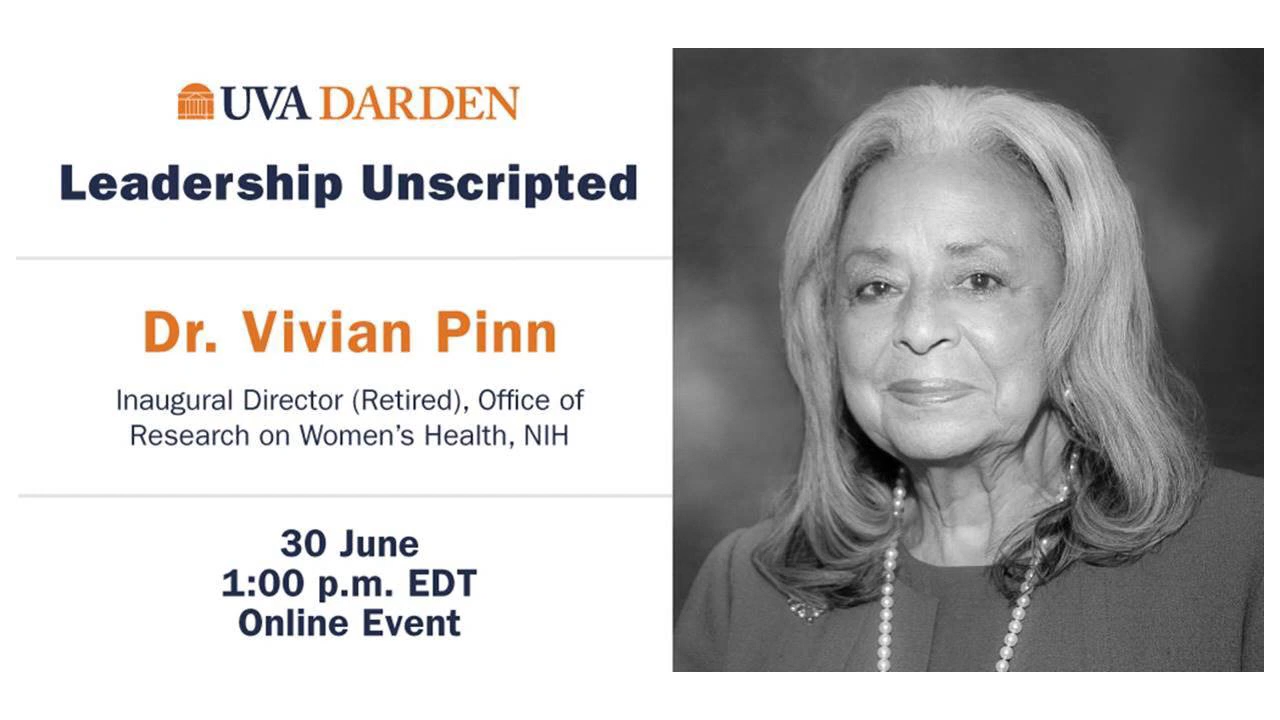 UVA DARDEN
Leadership Unscripted
Dr. Vivian Pinn
Inaugural Director (Retired), Office of
Research on Women’s Health, NIH
30 June
1:00 p.m. EDT
Online Event